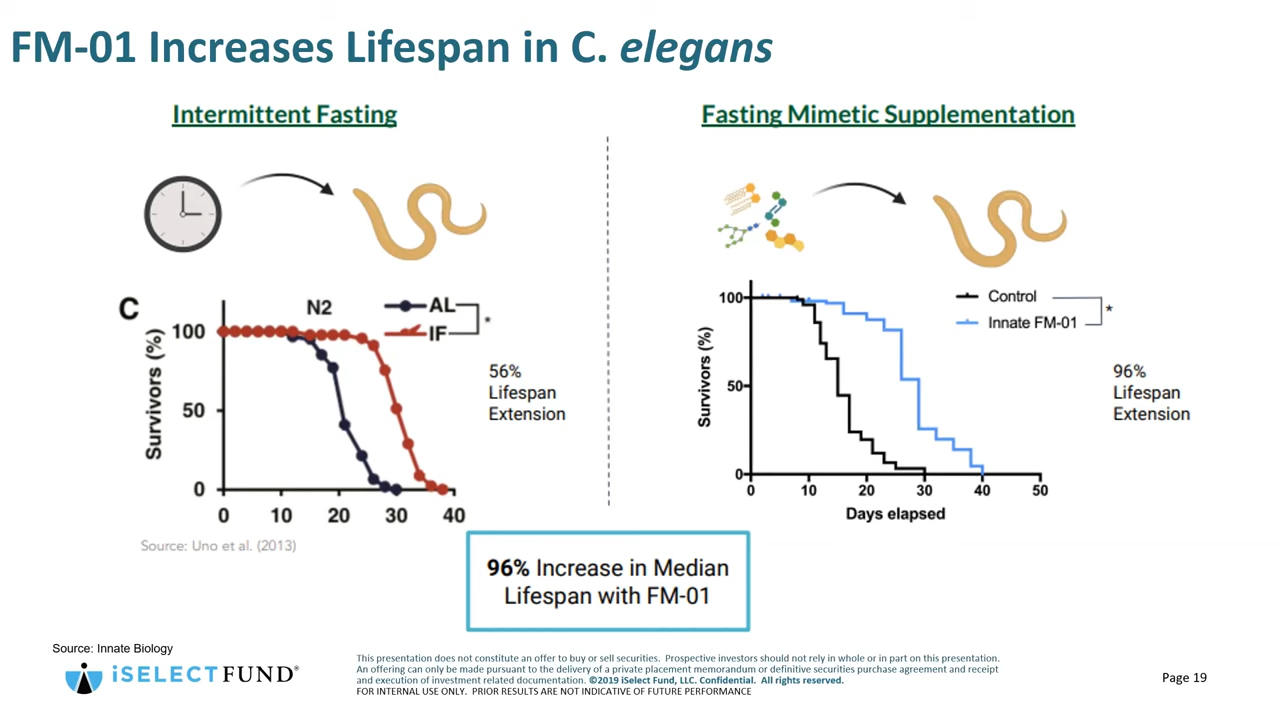 FM-01 Increases Lifespan in C. elegans
Intermittent Fasting
Fasting Mimetic Supplementation
C
N2
AL
IF
*
Survivors (%)
100
50
0
0 10 20 30 40
56%
Lifespan
Extension
Source: Uno et al. (2013)
Control
Innate FM-01
*
Survivors (%)
100
50
0
0 10 20 30 40 50
Days elapsed
96%
Lifespan
Extension
96% Increase in Median
Lifespan with FM-01
Source: Innate Biology
iSELECTFUND®
This presentation does not constitute an offer to buy or sell securities. Prospective investors should not rely in whole or in part on this presentation.
An offering can only be made pursuant to the delivery of a private placement memorandum or definitive securities purchase agreement and receipt
and execution of investment related documentation. ©2019 iSelect Fund, LLC. Confidential. All rights reserved.
FOR INTERNAL USE ONLY. PRIOR RESULTS ARE NOT INDICATIVE OF FUTURE PERFORMANCE
Page 19